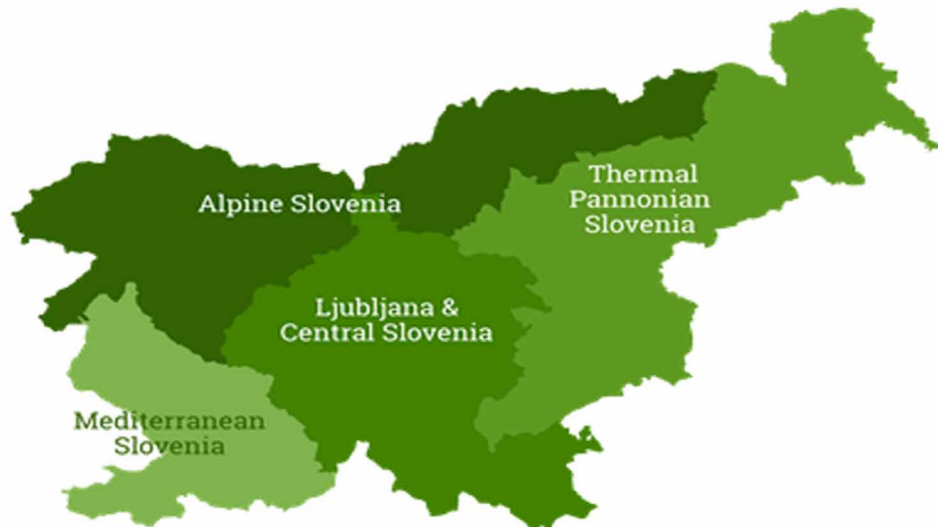 Alpine Slovenia
Thermal
Pannonian
Slovenia
Ljubljana &
Central Slovenia
Mediterranean
Slovenia